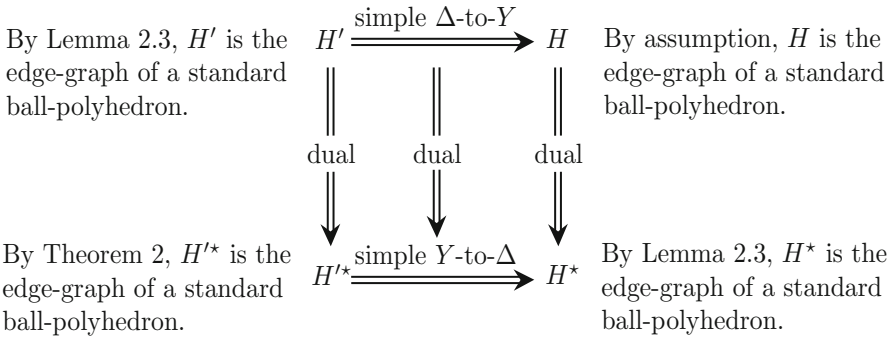 simple Δ-to-Y
By Lemma 2.3, H′ is the
edge-graph of a standard
ball-polyhedron.
H′
H
By assumption, H is the
edge-graph of a standard
ball-polyhedron.
dual
dual
dual
By Theorem 2, H′⋆ is the
edge-graph of a standard
ball-polyhedron.
H′⋆
simple Y-to-Δ
H⋆
By Lemma 2.3, H⋆ is the
edge-graph of a standard
ball-polyhedron.